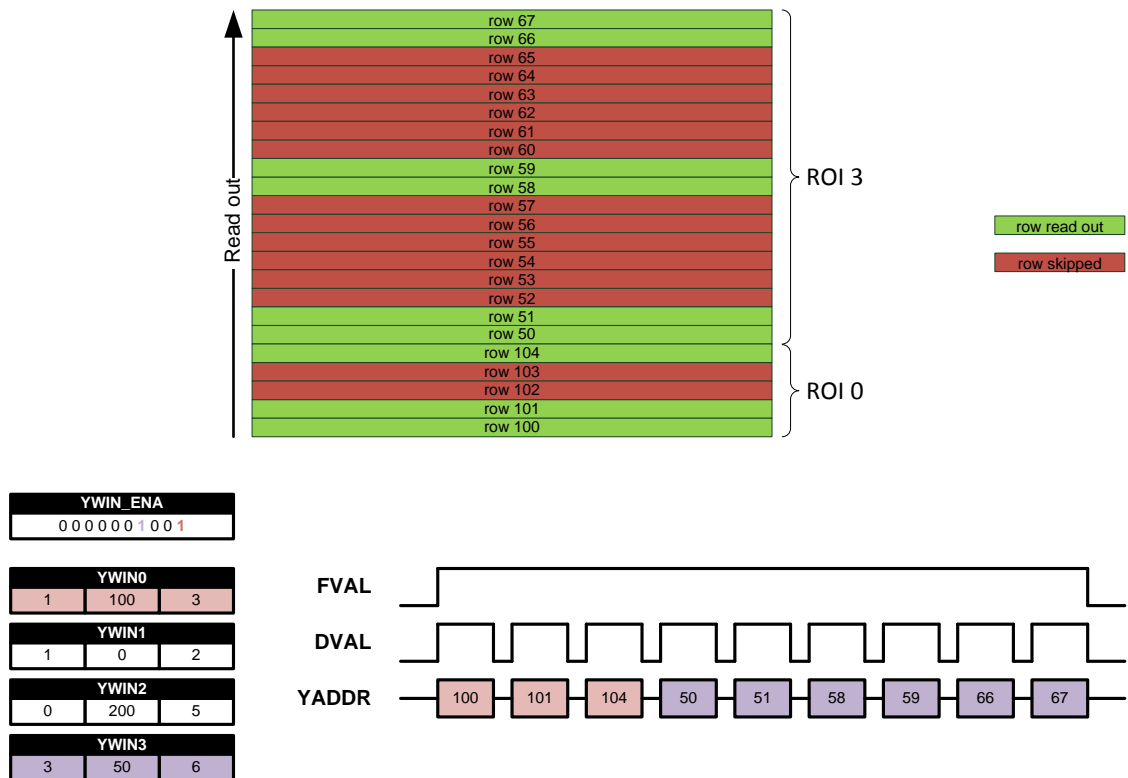 row 67
row 66
row 65
row 64
row 63
row 62
row 61
row 60
row 59
row 58
row 57
row 56
row 55
row 54
row 53
row 52
row 51
row 50
row 104
row 103
row 102
row 101
row 100
Read out
ROI 3
ROI 0
row read out
row skipped
YWIN_ENA
0 0 0 0 0 0 1 0 0 1
YWIN0
1 100 3
YWIN1
1 0 2
YWIN2
0 200 5
YWIN3
3 50 6
FVAL
DVAL
YADDR 100 101 104 50 51 58 59 66 67